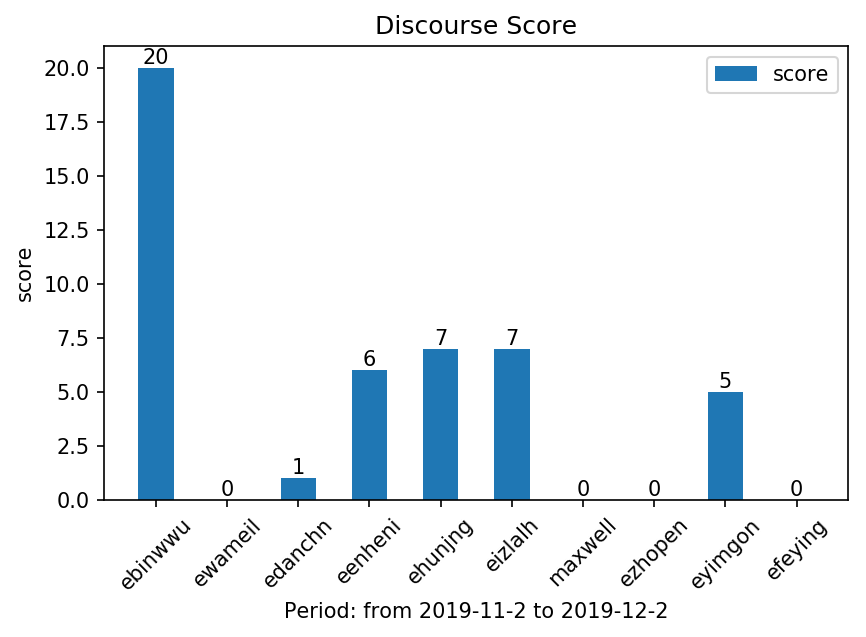 Discourse Score
score
score
20.0
17.5
15.0
12.5
10.0
7.5
5.0
2.5
0.0
20
0
1
6
7
7
0
0
5
0
ebinwwu
ewameil
edanchn
eenheni
ehunjng
eizlalh
maxwell
ezhopen
eyimgon
efeying
Period: from 2019-11-2 to 2019-12-2